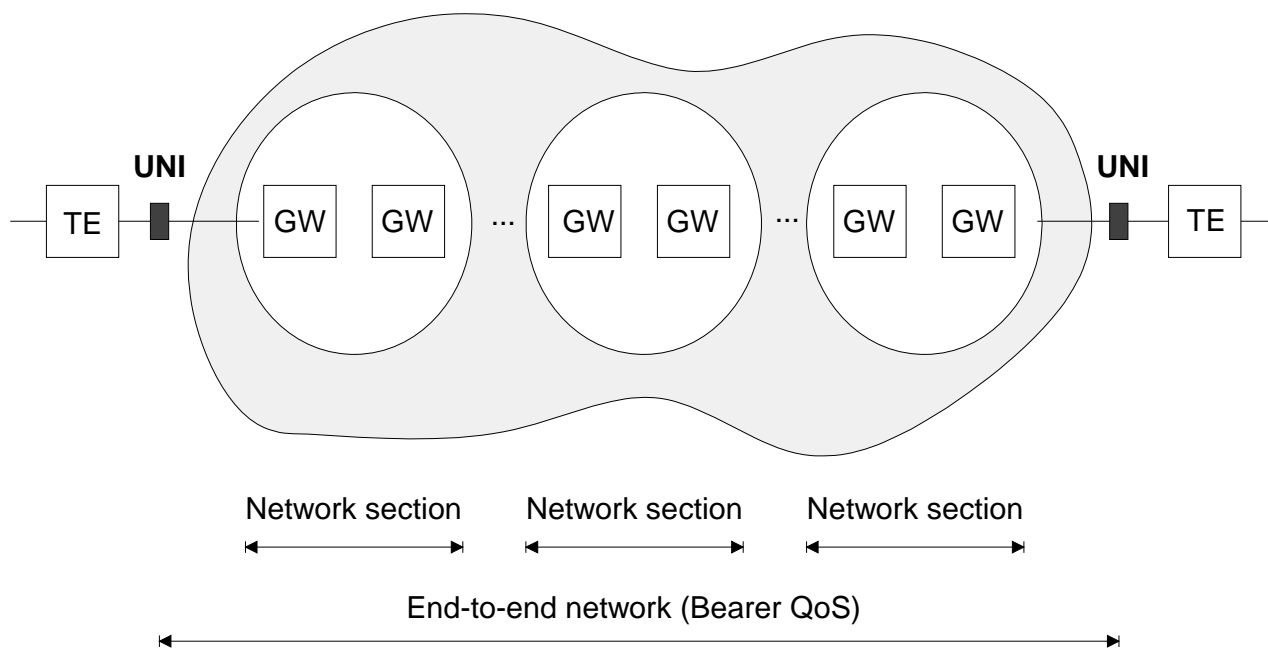 UNI UNI
TE GW GW ... GW GW ... GW GW TE
Network section Network section Network section
End-to-end network (Bearer QoS)